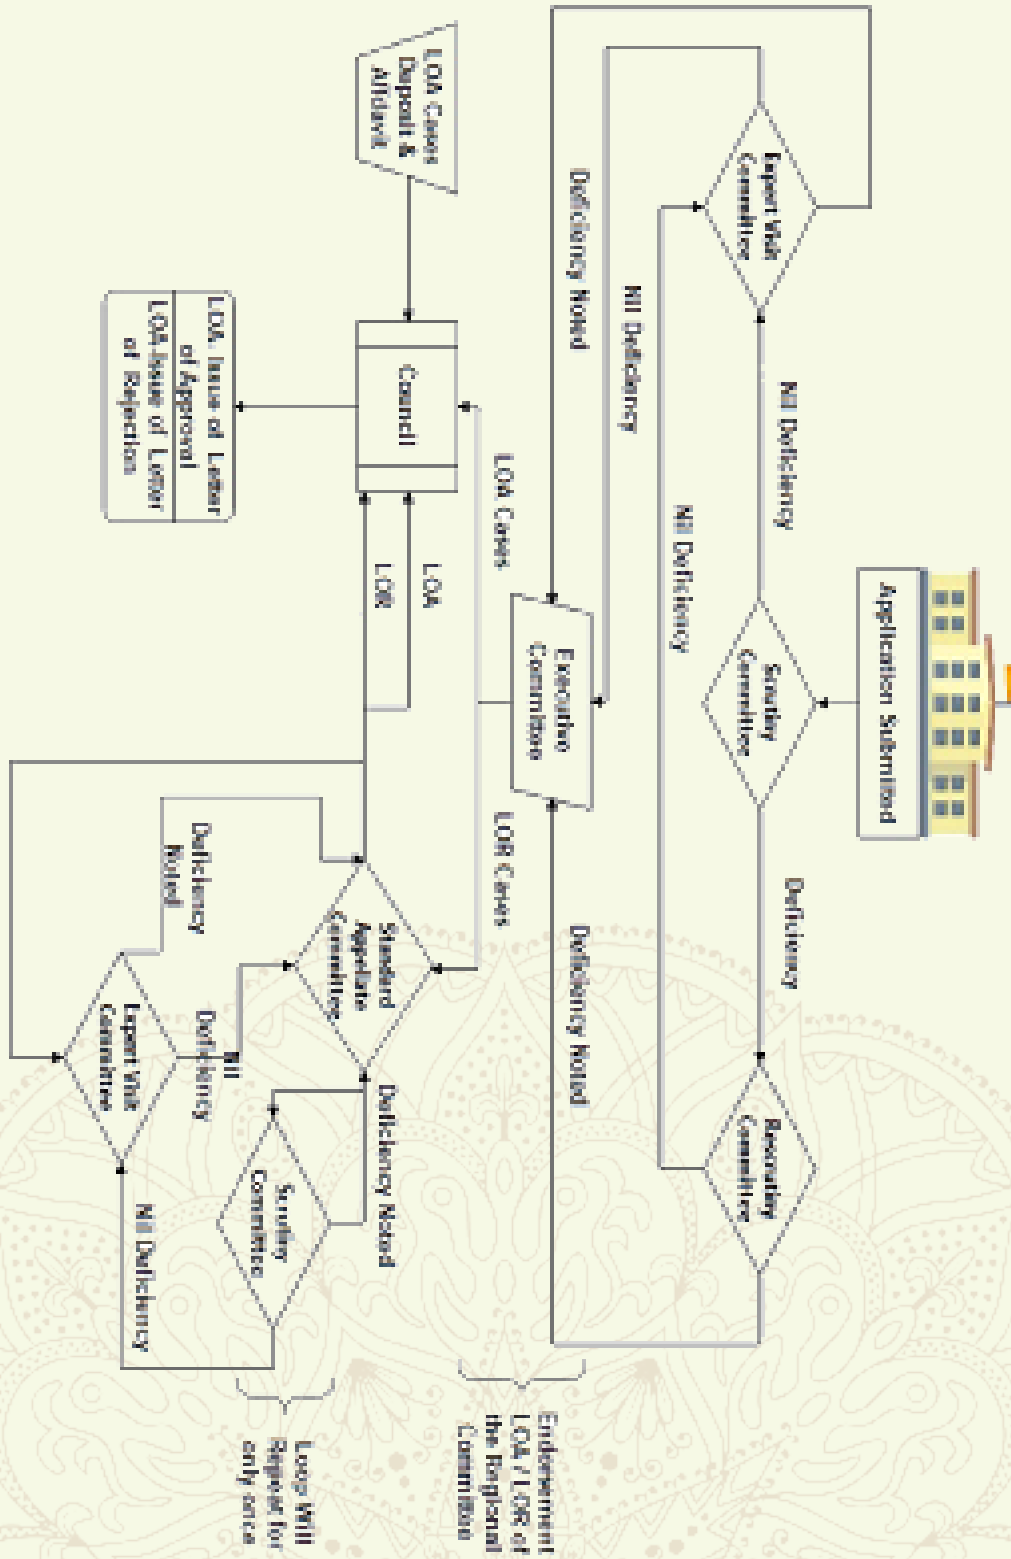 Application Submitted
Scrutiny
Committee
Nil Deficiency
Deficiency
Expert Visit
Committee
Rescrutiny
Committee
Nil Deficiency
Nil Deficiency
Deficiency Noted
Executive
Committee
Deficiency Noted
LOA Cases
LOR Cases
Endorsement
LOA / LOR of
the Regional
Committee
LOA Cases
Deposit &
Affidavit
Council
LOA
LOR
Standard
Appelate
Committee
Deficiency Noted
Scrutiny
Committee
Loop Will
Repeat for
only once
LOA, Issue of Letter
of Approval
LOA-Issue of Letter
of Rejection
Deficiency
Noted
Nil
Deficiency
Expert Visit
Committee
Nil Deficiency